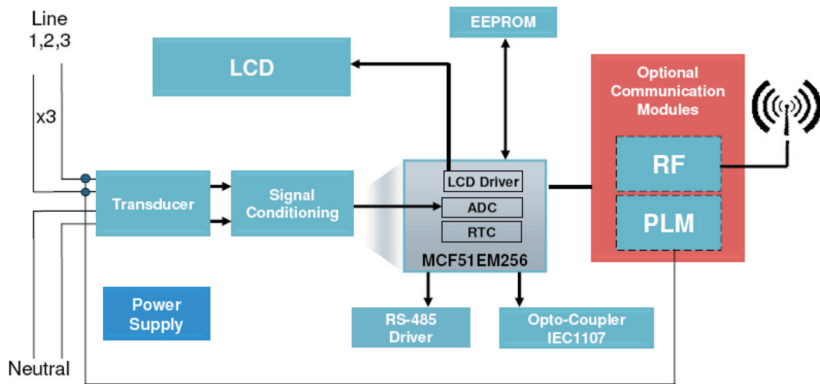 Line
1,2,3
x3
LCD
EEPROM
Optional
Communication
Modules
RF
PLM
Transducer
Signal
Conditioning
LCD Driver
ADC
RTC
MCF51EM256
Power
Supply
RS-485
Driver
Opto-Coupler
IEC1107
Neutral